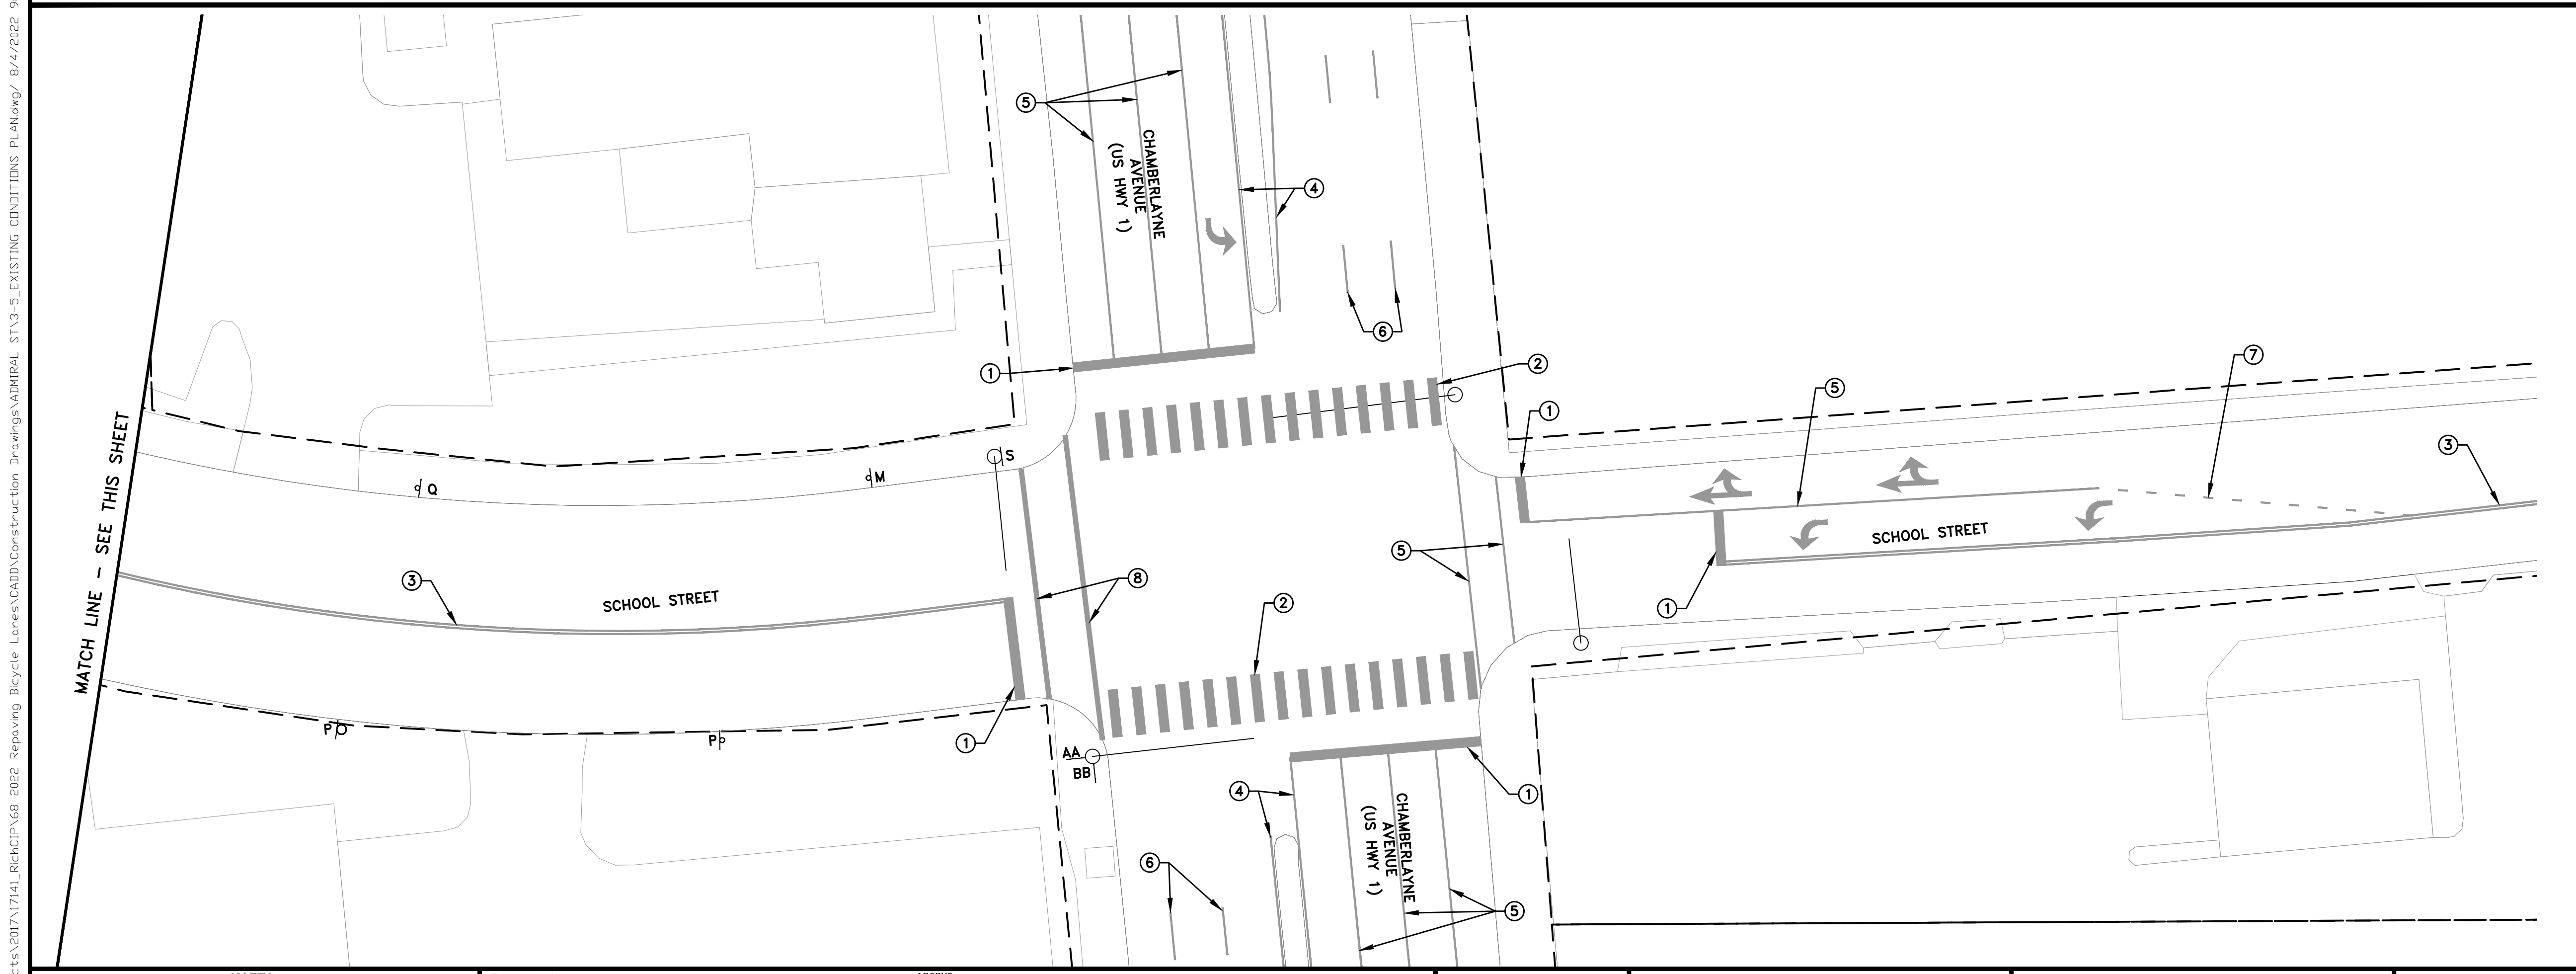 cts\2017\17141_RichCIP\68 2022 Repaving Bicycle Lanes\CADD\Construction Drawings\ADMIRAL ST\3-5_EXISTING CONDITIONS PLAN.dwg/ 8/4/2022 9
MATCH LINE - SEE THIS SHEET
5
CHAMBERLAYNE
AVENUE
(US HWY 1)
4
6
1
2
1
5
7
3
S
Q
M
3
SCHOOL STREET
8
2
5
SCHOOL STREET
1
P
P
1
AA
BB
4
1
CHAMBERLAYNE
AVENUE
(US HWY 1)
6
5